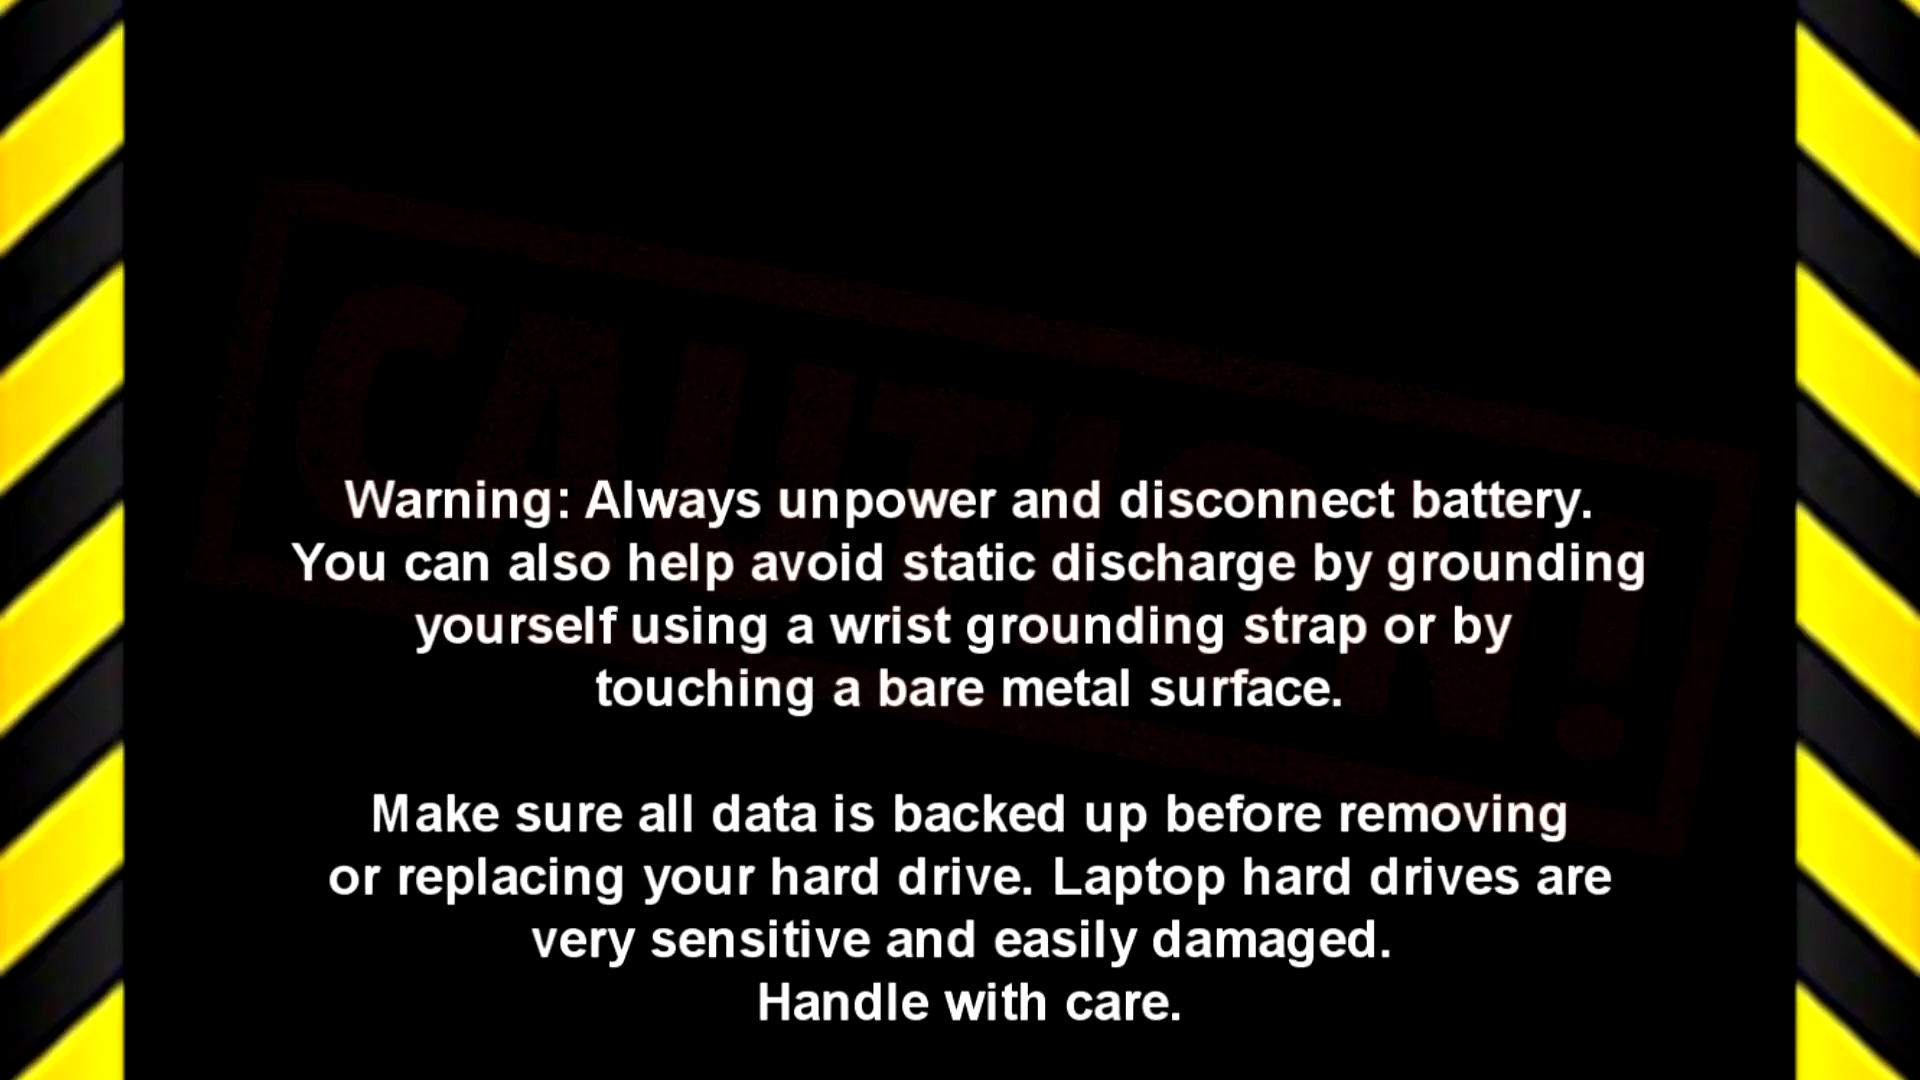 CAUTION!
Warning: Always unpower and disconnect battery.
You can also help avoid static discharge by grounding
yourself using a wrist grounding strap or by
touching a bare metal surface.
Make sure all data is backed up before removing
or replacing your hard drive. Laptop hard drives are
very sensitive and easily damaged.
Handle with care.